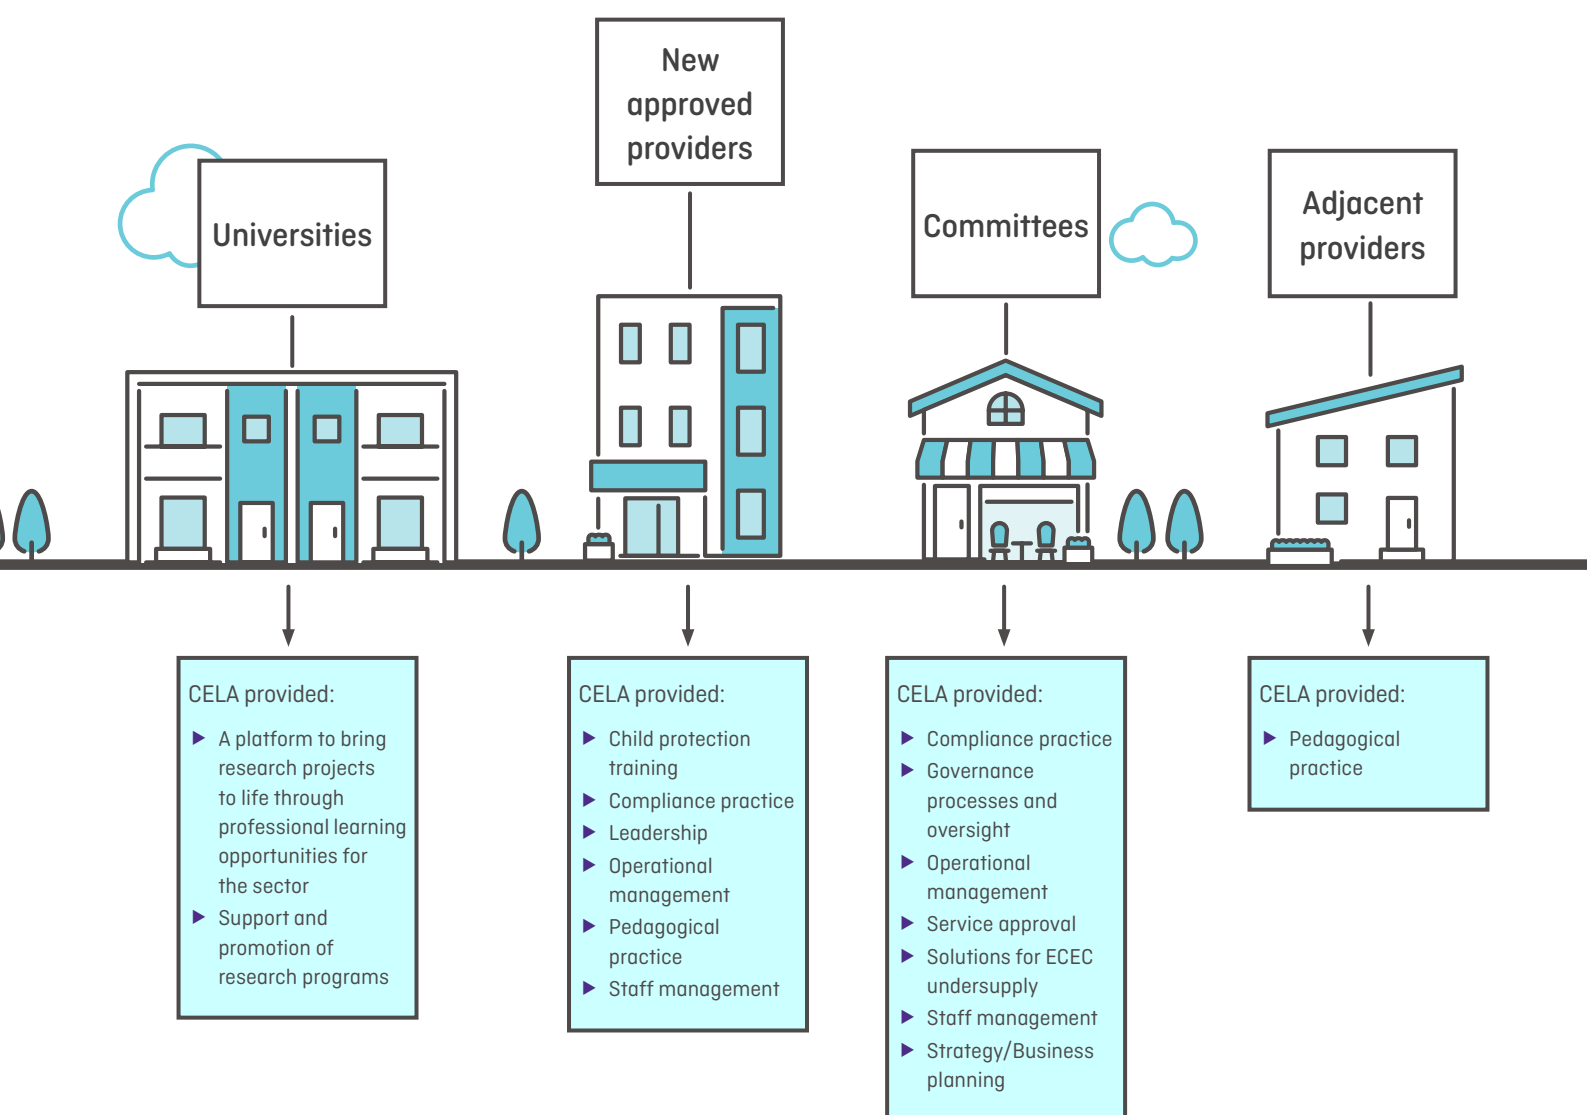 New
approved
providers
Universities
Committees
Adjacent
providers
CELA provided:
A platform to bring
research projects
to life through
professional learning
opportunities for
the sector
Support and
promotion of
research programs
CELA provided:
Child protection
training
Compliance practice
Leadership
Operational
management
Pedagogical
practice
Staff management
CELA provided:
Compliance practice
Governance
processes and
oversight
Operational
management
Service approval
Solutions for ECEC
undersupply
Staff management
Strategy/Business
planning
CELA provided:
Pedagogical
practice